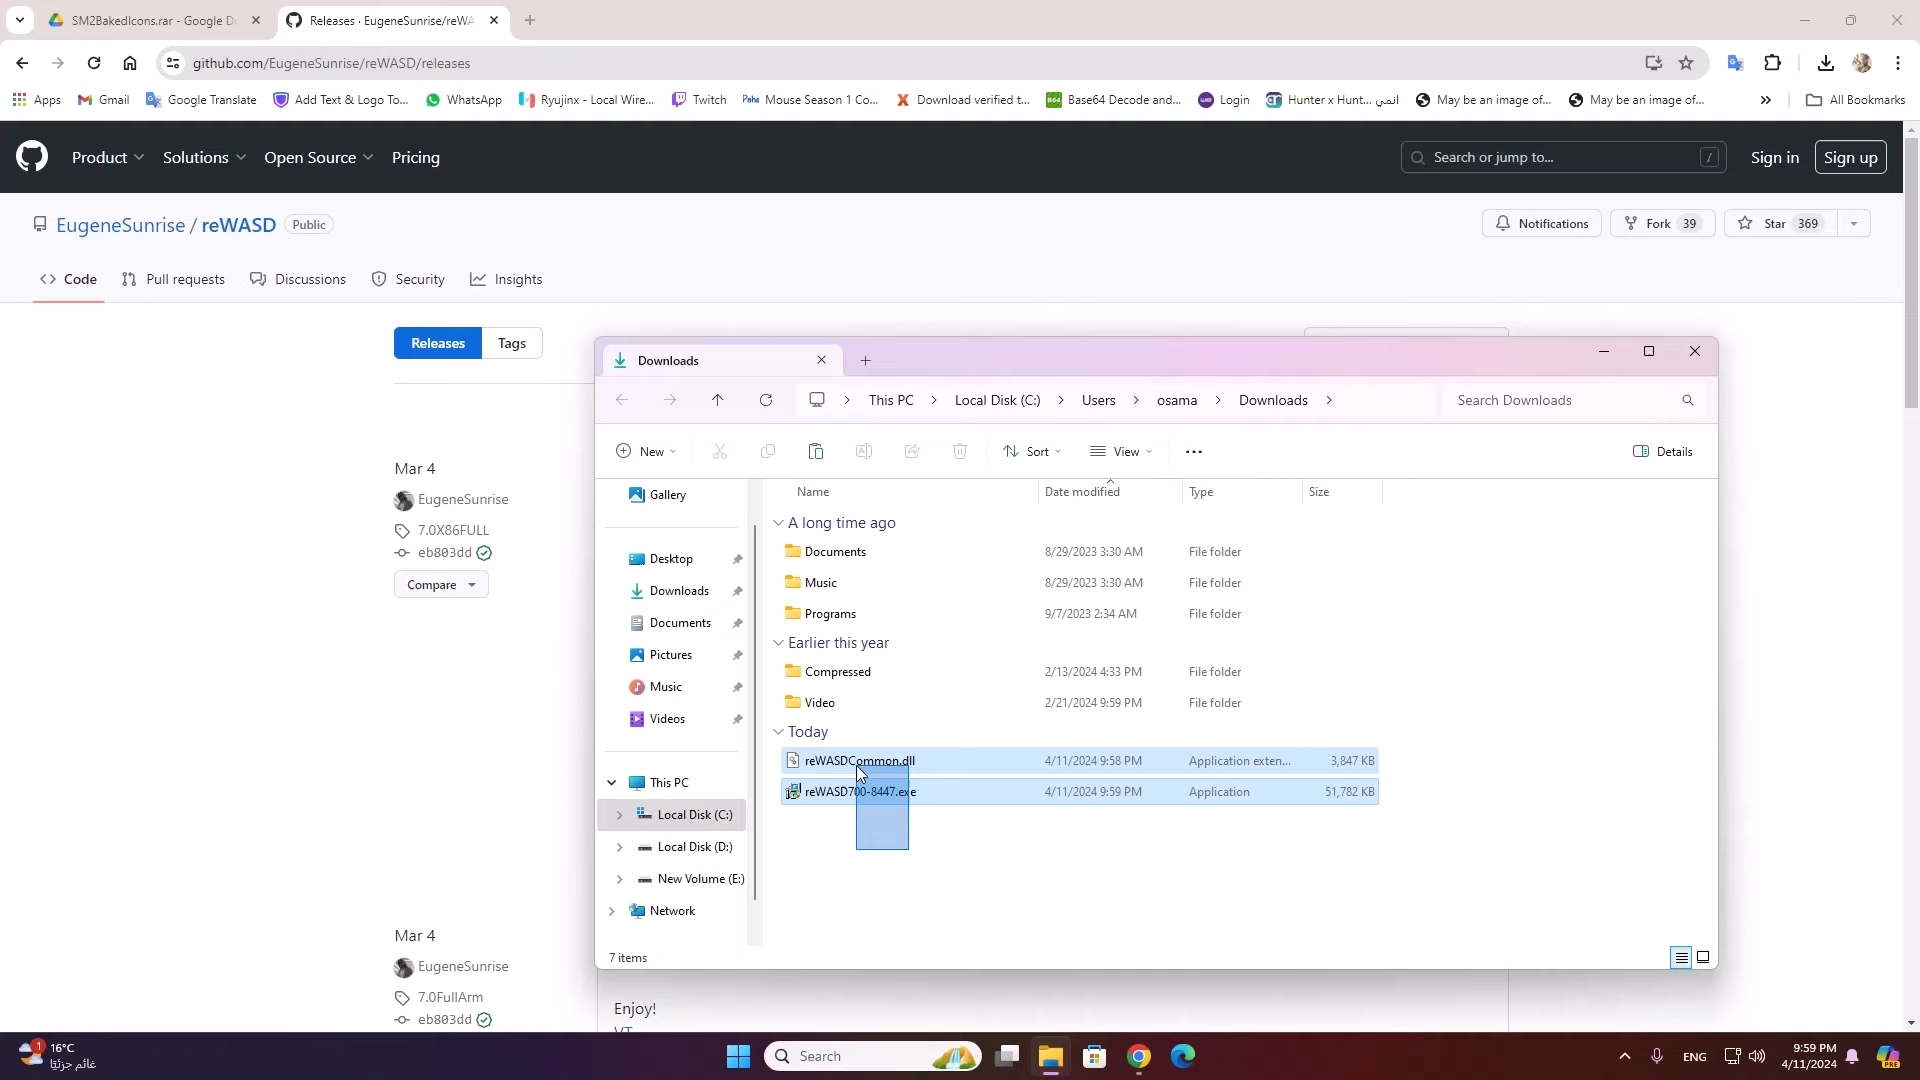 SM2BakedIcons.rar - Google D
Releases · EugeneSunrise/reWA
github.com/EugeneSunrise/reWASD/releases
Apps
Gmail
Google Translate
Add Text & Logo To...
WhatsApp
Ryujinx - Local Wire...
Twitch
Mouse Season 1 Co...
Download verified t...
Base64 Decode and...
Login
Hunter x Hunt... انمي
May be an image of...
May be an image of...
All Bookmarks
Product
Solutions
Open Source
Pricing
Search or jump to...
/
Sign in
Sign up
EugeneSunrise / reWASD
Public
Notifications
Fork 39
Star 369
Code
Pull requests
Discussions
Security
Insights
Releases
Tags
Mar 4
EugeneSunrise
7.0X86FULL
eb803dd
Compare
Mar 4
EugeneSunrise
7.0FullArm
eb803dd
Downloads
This PC > Local Disk (C:) > Users > osama > Downloads >
Search Downloads
New
Sort
View
Details
Gallery
Desktop
Downloads
Documents
Pictures
Music
Videos
This PC
Local Disk (C:)
Local Disk (D:)
New Volume (E:)
Network
Name Date modified Type Size
A long time ago
Documents 8/29/2023 3:30 AM File folder
Music 8/29/2023 3:30 AM File folder
Programs 9/7/2023 2:34 AM File folder
Earlier this year
Compressed 2/13/2024 4:33 PM File folder
Video 2/21/2024 9:59 PM File folder
Today
reWASDCommon.dll 4/11/2024 9:58 PM Application exten... 3,847 KB
reWASD700-8447.exe 4/11/2024 9:59 PM Application 51,782 KB
7 items
Enjoy!
VT
1
16°C
غائم جزئيًا
Search
ENG
9:59 PM
4/11/2024
PRE